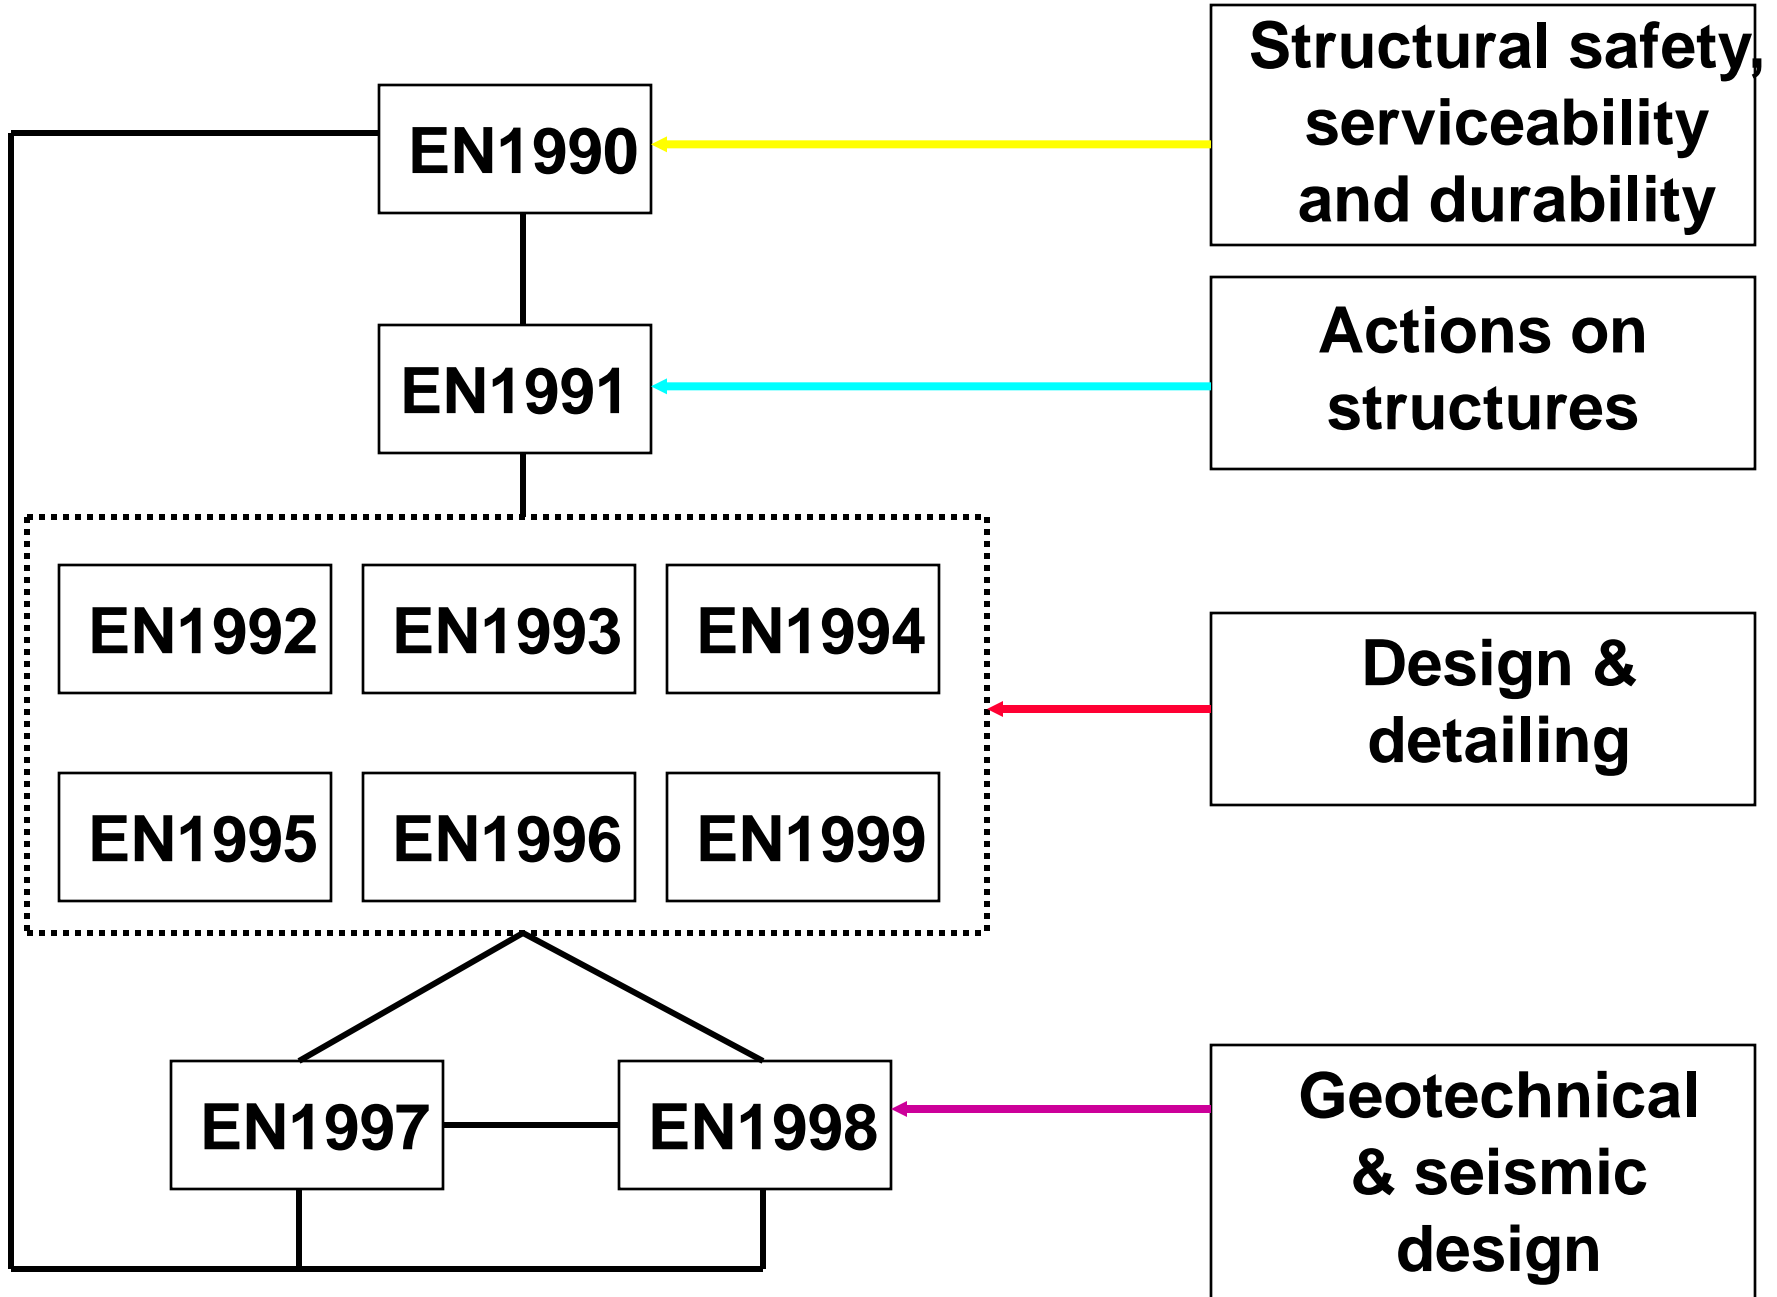 EN1990
Structural safety,
serviceability
and durability
EN1991
Actions on
structures
EN1992
EN1993
EN1994
EN1995
EN1996
EN1999
Design &
detailing
EN1997
EN1998
Geotechnical
& seismic
design